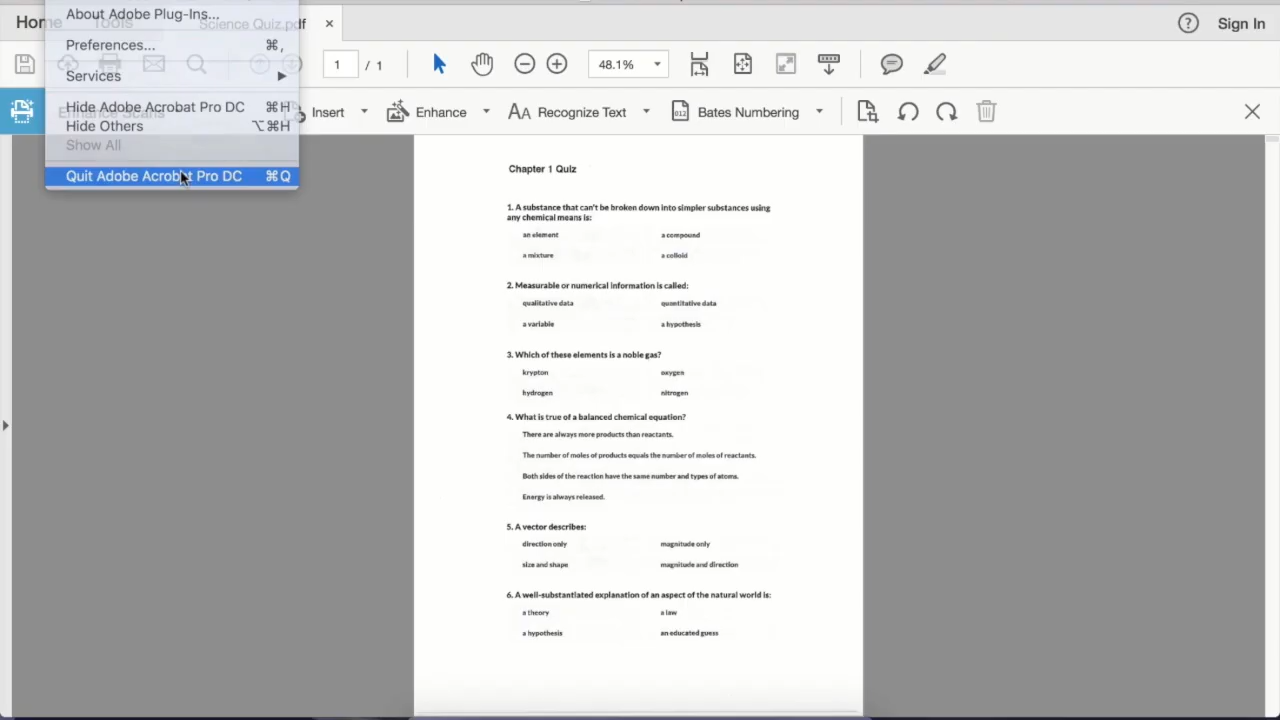 Home
Tools
Science Quiz.pdf
Sign In
About Adobe Plug-Ins...
Preferences... ⌘,
Services
Hide Adobe Acrobat Pro DC ⌘H
Hide Others ⌥⌘H
Show All
Quit Adobe Acrobat Pro DC ⌘Q
1 / 1
48.1%
Enhance Scans
Insert
Enhance
Recognize Text
012 Bates Numbering
Chapter 1 Quiz
1. A substance that can't be broken down into simpler substances using
any chemical means is:
an element a compound
a mixture a colloid
2. Measurable or numerical information is called:
qualitative data quantitative data
a variable a hypothesis
3. Which of these elements is a noble gas?
krypton oxygen
hydrogen nitrogen
4. What is true of a balanced chemical equation?
There are always more products than reactants.
The number of moles of products equals the number of moles of reactants.
Both sides of the reaction have the same number and types of atoms.
Energy is always released.
5. A vector describes:
direction only magnitude only
size and shape magnitude and direction
6. A well-substantiated explanation of an aspect of the natural world is:
a theory a law
a hypothesis an educated guess